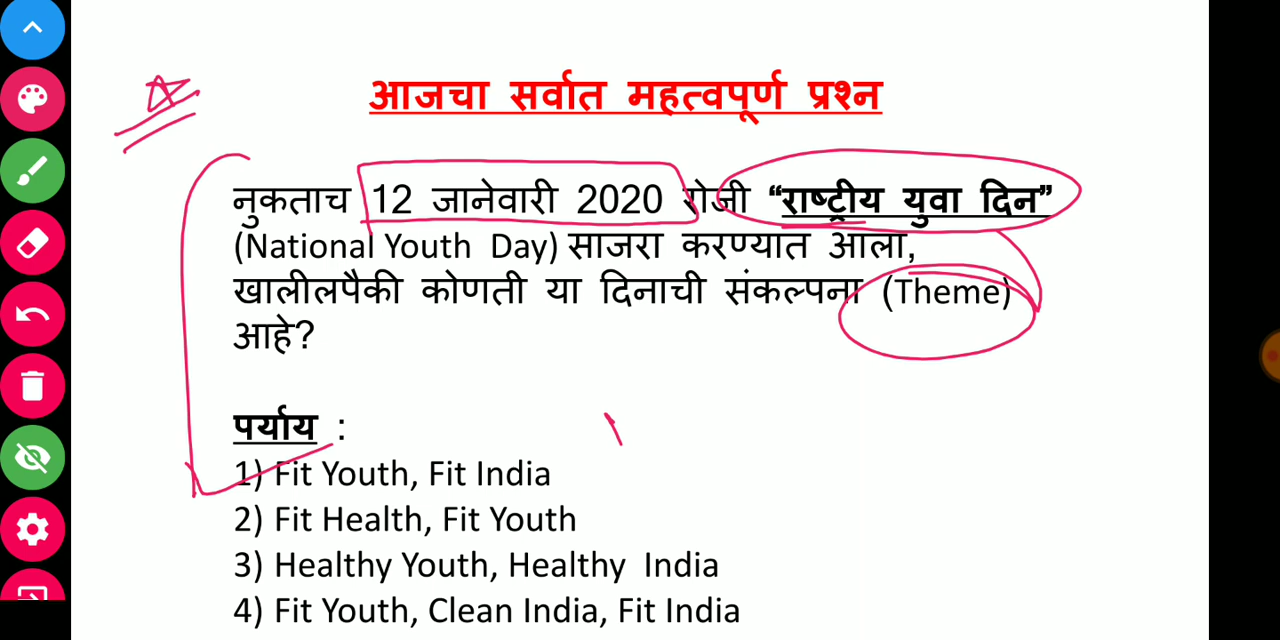 आजचा सर्वात महत्वपूर्ण प्रश्न
नुकताच 12 जानेवारी 2020 रोजी “राष्ट्रीय युवा दिन”
(National Youth Day) साजरा करण्यात आला,
खालीलपैकी कोणती या दिनाची संकल्पना (Theme)
आहे?
पर्याय :
1) Fit Youth, Fit India
2) Fit Health, Fit Youth
3) Healthy Youth, Healthy India
4) Fit Youth, Clean India, Fit India